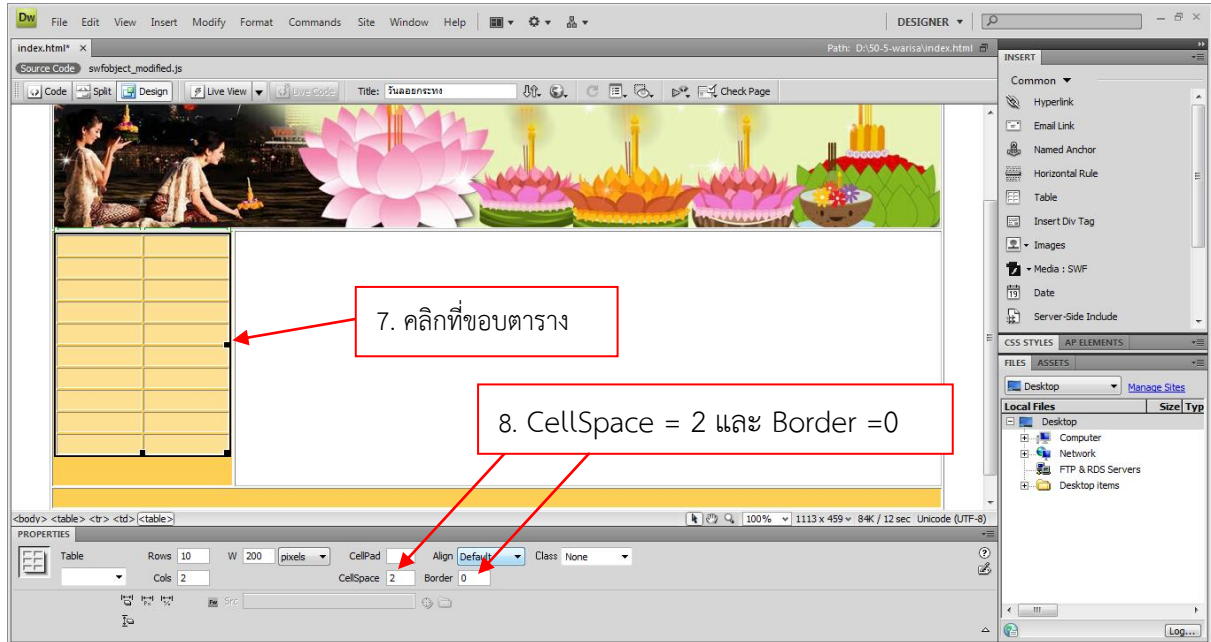 Dw File Edit View Insert Modify Format Commands Site Window Help DESIGNER
index.html* × Path: D:\50-5-warisa\index.html
Source Code swfobject_modified.js
Code Split Design Live View Live Code Title: วันลอยกระทง Check Page
7. คลิกที่ขอบตาราง
8. CellSpace = 2 และ Border =0
<body> <table> <tr> <td> <table> 100% 1113 x 459 84K / 12 sec Unicode (UTF-8)
PROPERTIES
Table Rows 10 W 200 pixels CellPad Align Default Class None
Cols 2 CellSpace 2 Border 0
Src
INSERT
Common
Hyperlink
Email Link
Named Anchor
Horizontal Rule
Table
Insert Div Tag
Images
Media : SWF
Date
Server-Side Include
CSS STYLES AP ELEMENTS
FILES ASSETS
Desktop Manage Sites
Local Files Size Typ
Desktop
Computer
Network
FTP & RDS Servers
Desktop items
Log...